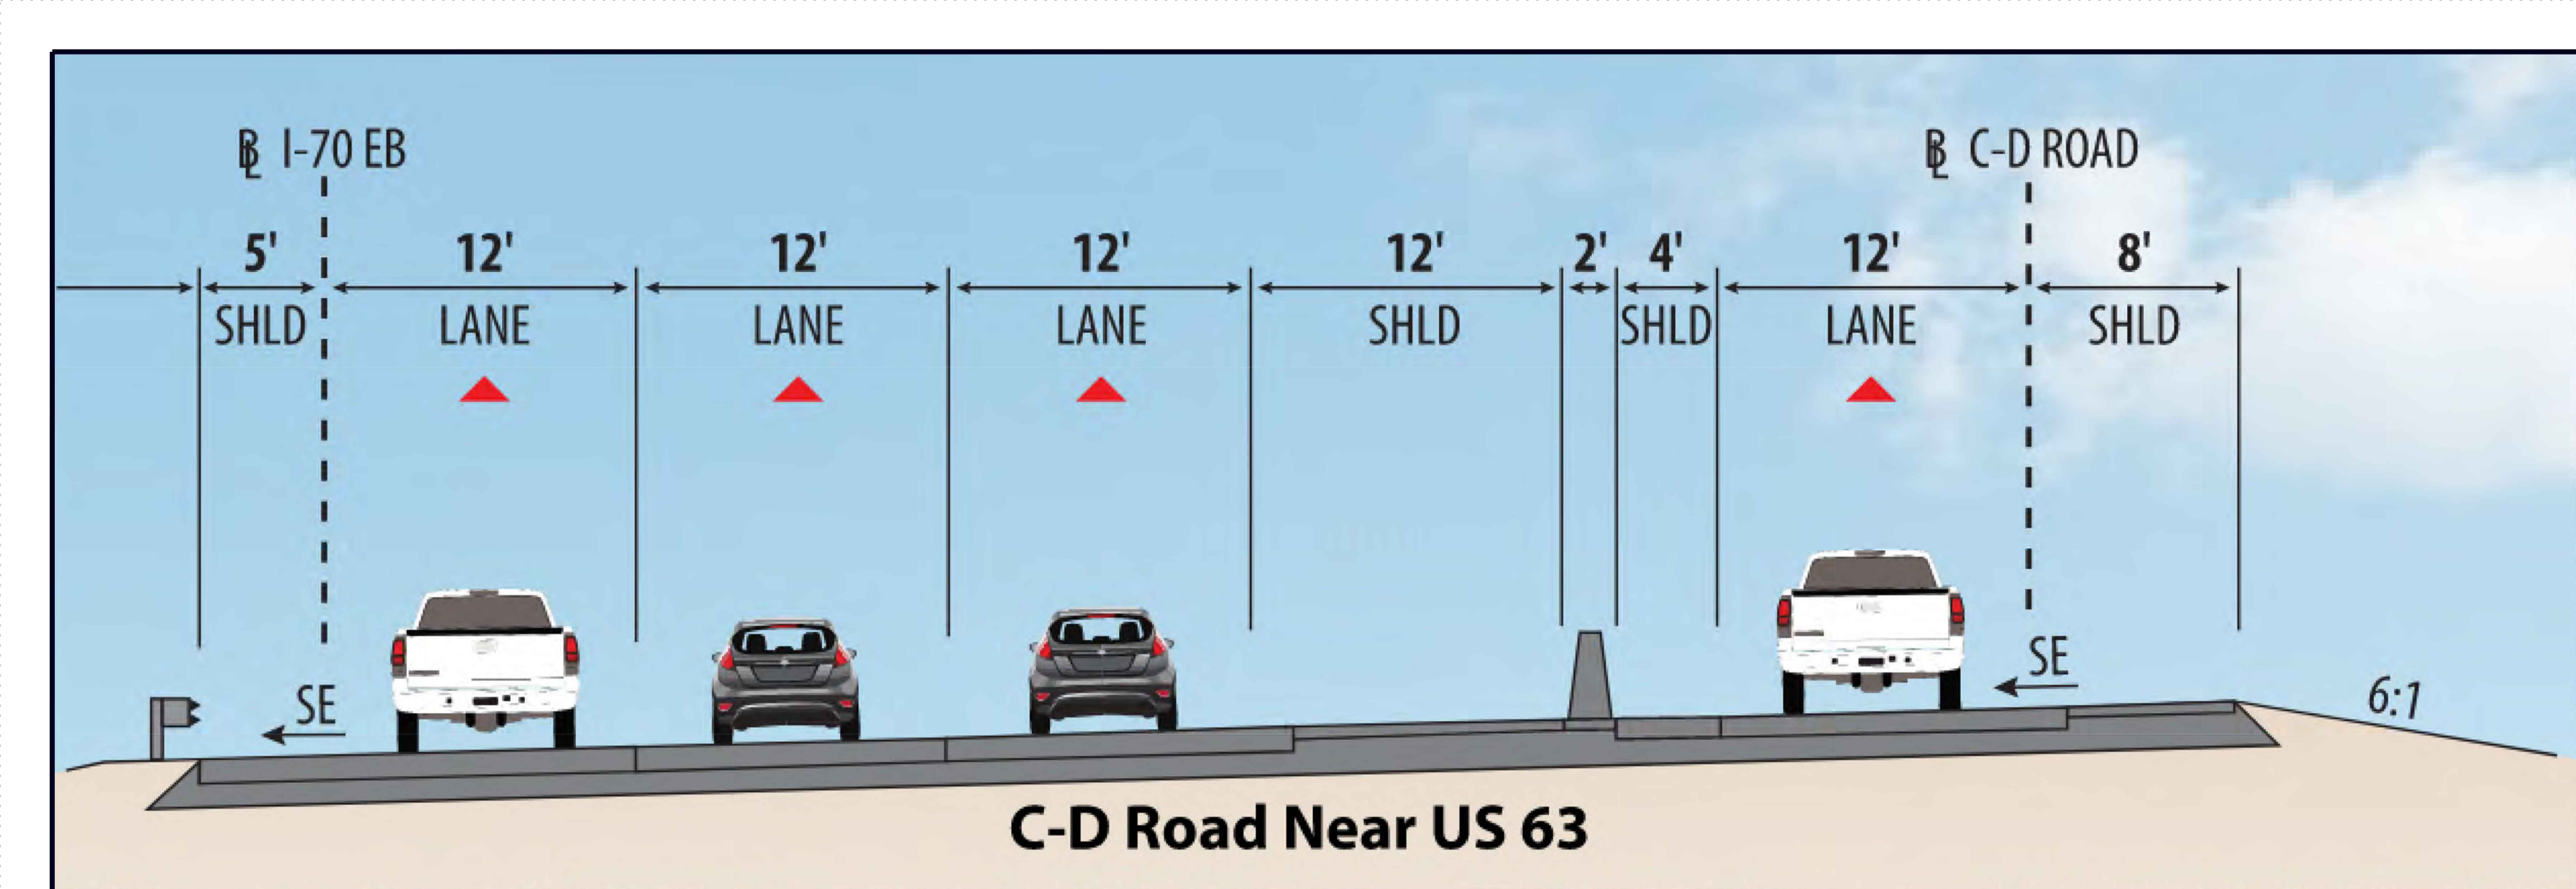 ℄ I-70 EB
℄ C-D ROAD
5' 12' 12' 12' 12' 2' 4' 12' 8'
SHLD LANE LANE LANE SHLD SHLD LANE SHLD
SE
SE
6:1
C-D Road Near US 63